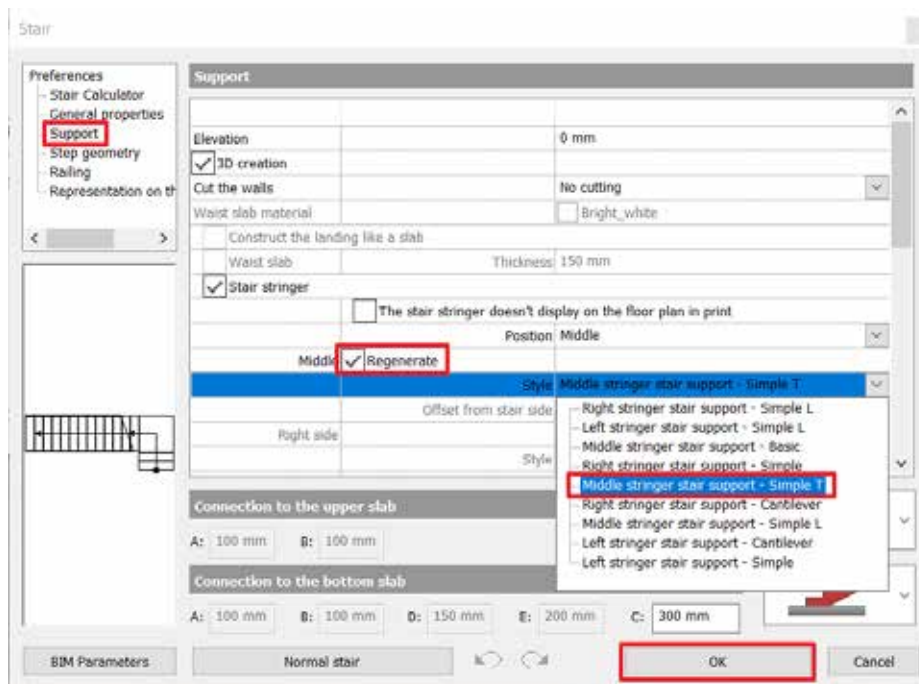 Stair
Preferences
Stair Calculator
General properties
Support
Step geometry
Railing
Representation on th
Support
Elevation 0 mm
3D creation
Cut the walls No cutting
Waist slab material Bright_white
Construct the landing like a slab
Waist slab Thickness 150 mm
Stair stringer
The stair stringer doesn't display on the floor plan in print
Position Middle
Middle Regenerate
Style Middle stringer stair support - Simple T
Offset from stair side
Right side
Style
Right stringer stair support - Simple L
Left stringer stair support - Simple L
Middle stringer stair support - Basic
Right stringer stair support - Simple
Middle stringer stair support - Simple T
Right stringer stair support - Cantilever
Middle stringer stair support - Simple L
Left stringer stair support - Cantilever
Left stringer stair support - Simple
Connection to the upper slab
A: 100 mm B: 100 mm
Connection to the bottom slab
A: 100 mm B: 100 mm D: 150 mm E: 200 mm C: 300 mm
BIM Parameters Normal stair OK Cancel